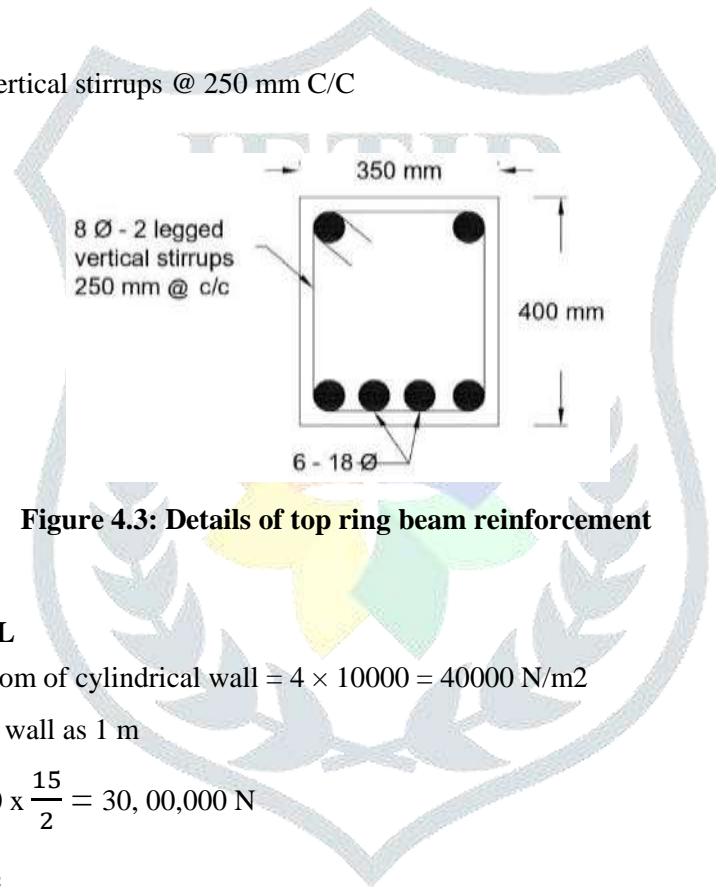 ertical stirrups @ 250 mm C/C
350 mm
8 Ø - 2 legged
vertical stirrups
250 mm @ c/c
400 mm
6 - 18 Ø
Figure 4.3: Details of top ring beam reinforcement
L
om of cylindrical wall = 4 × 10000 = 40000 N/m2
wall as 1 m
x 15/2 = 30, 00,000 N